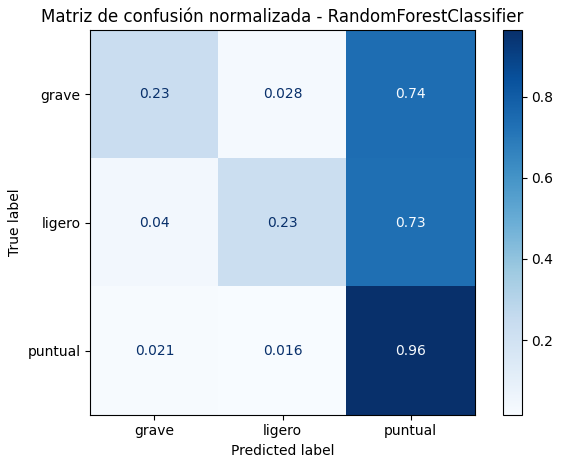 Matriz de confusión normalizada - RandomForestClassifier
grave 0.23 0.028 0.74
ligero 0.04 0.23 0.73
puntual 0.021 0.016 0.96
grave ligero puntual
True label
Predicted label
0.8
0.6
0.4
0.2